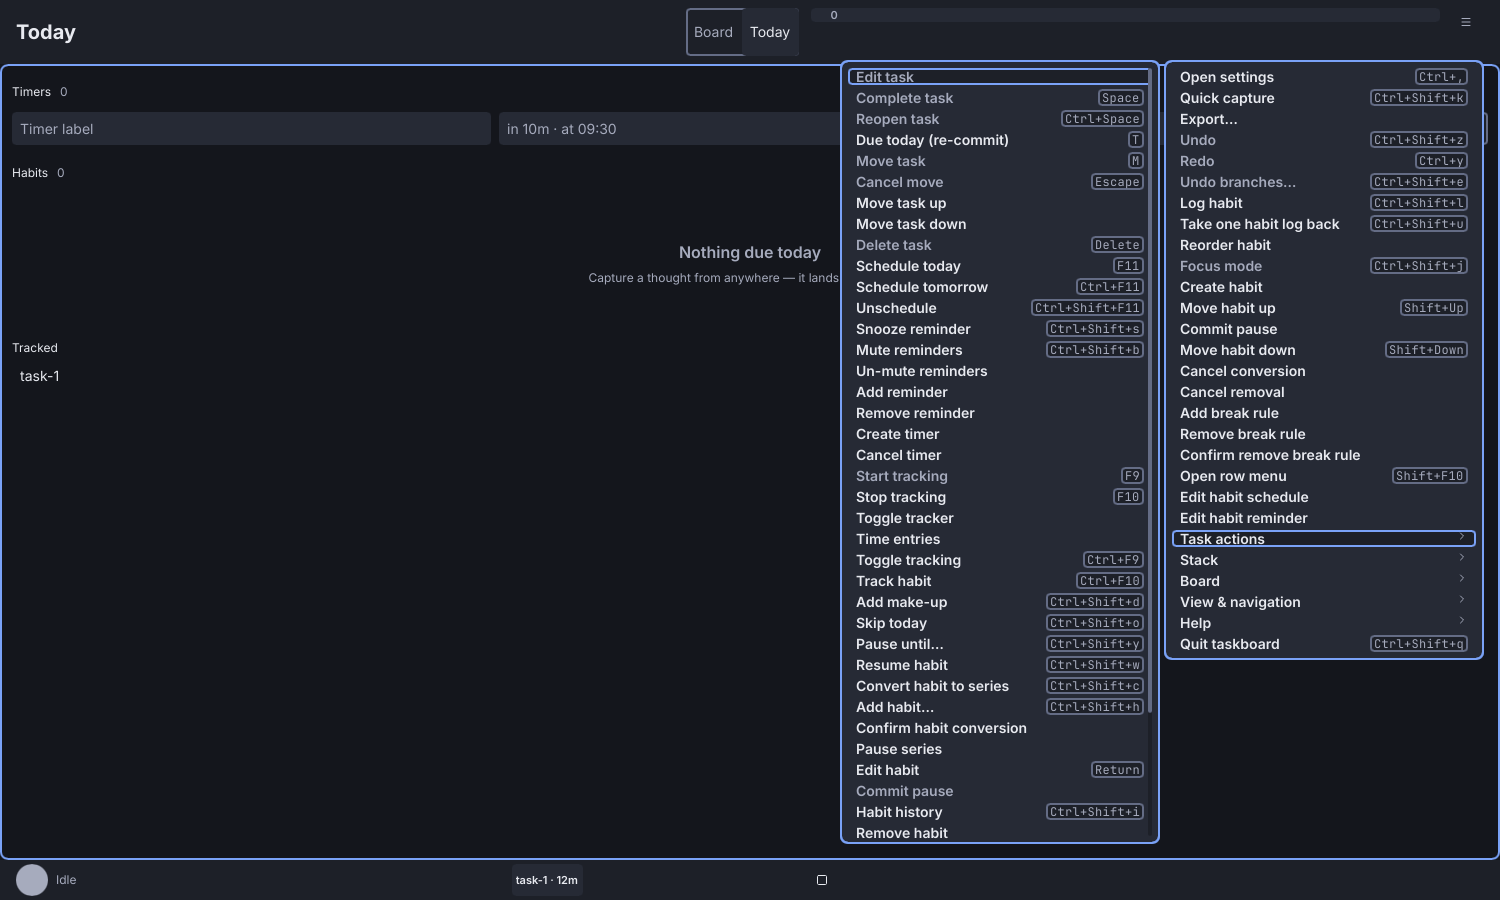 Today
Board
Today
0
Timers 0
Timer label
in 10m · at 09:30
Habits 0
Nothing due today
Capture a thought from anywhere — it lands
Tracked
task-1
Edit task
Complete task Space
Reopen task Ctrl+Space
Due today (re-commit) T
Move task M
Cancel move Escape
Move task up
Move task down
Delete task Delete
Schedule today F11
Schedule tomorrow Ctrl+F11
Unschedule Ctrl+Shift+F11
Snooze reminder Ctrl+Shift+s
Mute reminders Ctrl+Shift+b
Un-mute reminders
Add reminder
Remove reminder
Create timer
Cancel timer
Start tracking F9
Stop tracking F10
Toggle tracker
Time entries
Toggle tracking Ctrl+F9
Track habit Ctrl+F10
Add make-up Ctrl+Shift+d
Skip today Ctrl+Shift+o
Pause until… Ctrl+Shift+y
Resume habit Ctrl+Shift+w
Convert habit to series Ctrl+Shift+c
Add habit… Ctrl+Shift+h
Confirm habit conversion
Pause series
Edit habit Return
Commit pause
Habit history Ctrl+Shift+i
Remove habit
Open settings Ctrl+,
Quick capture Ctrl+Shift+k
Export…
Undo Ctrl+Shift+z
Redo Ctrl+y
Undo branches… Ctrl+Shift+e
Log habit Ctrl+Shift+l
Take one habit log back Ctrl+Shift+u
Reorder habit
Focus mode Ctrl+Shift+j
Create habit
Move habit up Shift+Up
Commit pause
Move habit down Shift+Down
Cancel conversion
Cancel removal
Add break rule
Remove break rule
Confirm remove break rule
Open row menu Shift+F10
Edit habit schedule
Edit habit reminder
Task actions
Stack
Board
View & navigation
Help
Quit taskboard Ctrl+Shift+q
Idle
task-1 · 12m